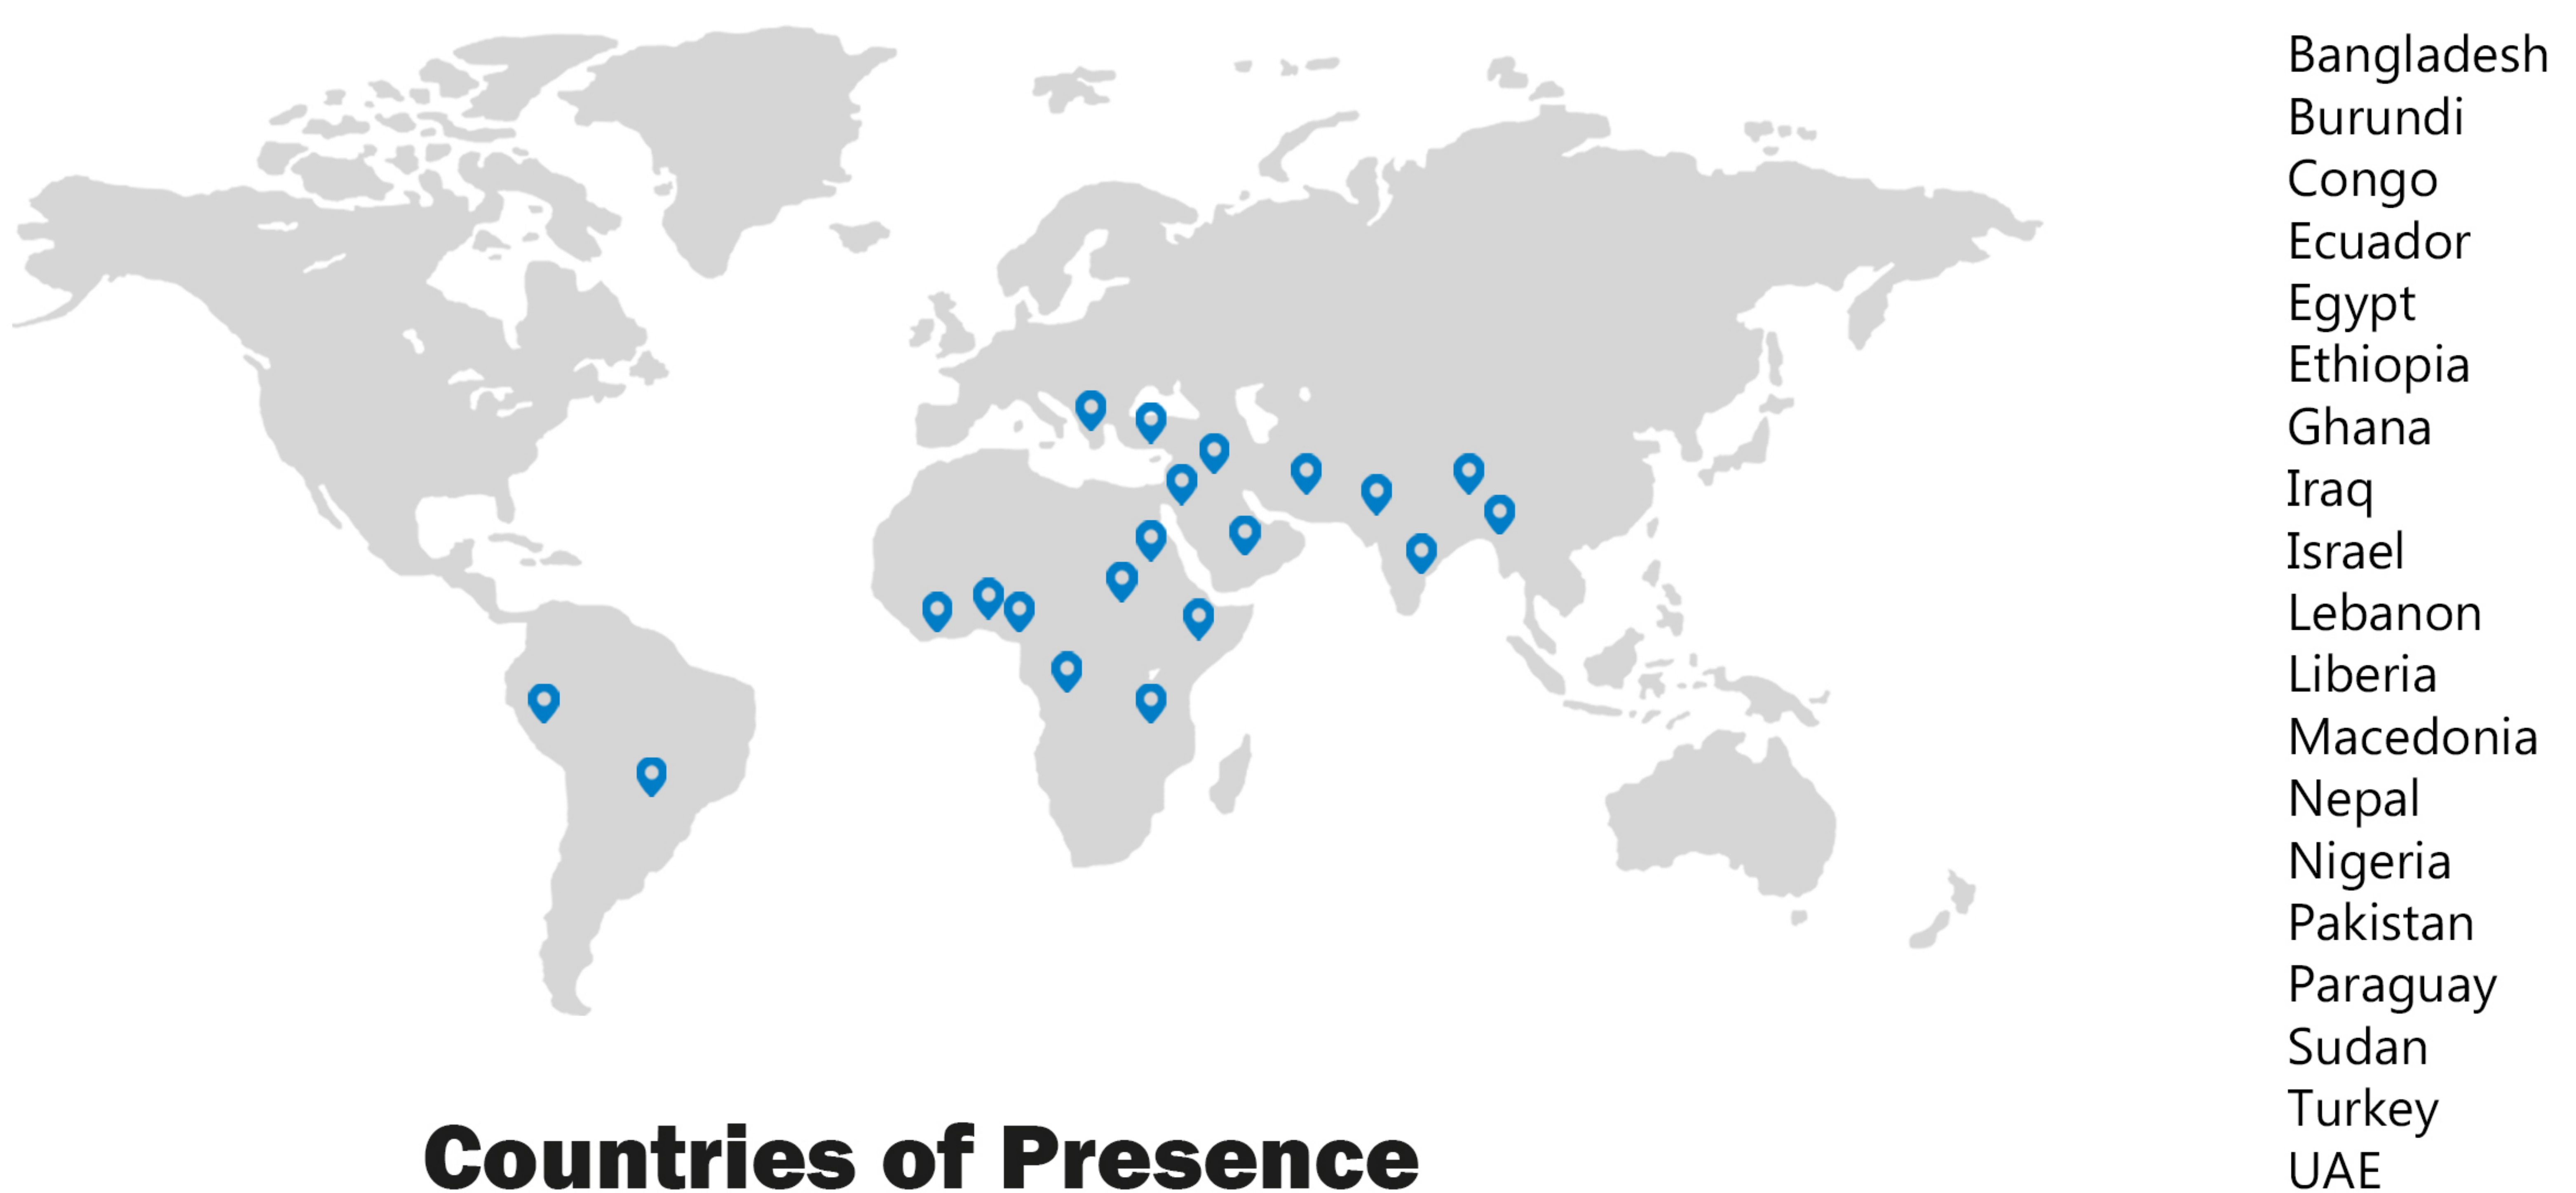 Bangladesh
Burundi
Congo
Ecuador
Egypt
Ethiopia
Ghana
Iraq
Israel
Lebanon
Liberia
Macedonia
Nepal
Nigeria
Pakistan
Paraguay
Sudan
Turkey
UAE
Countries of Presence